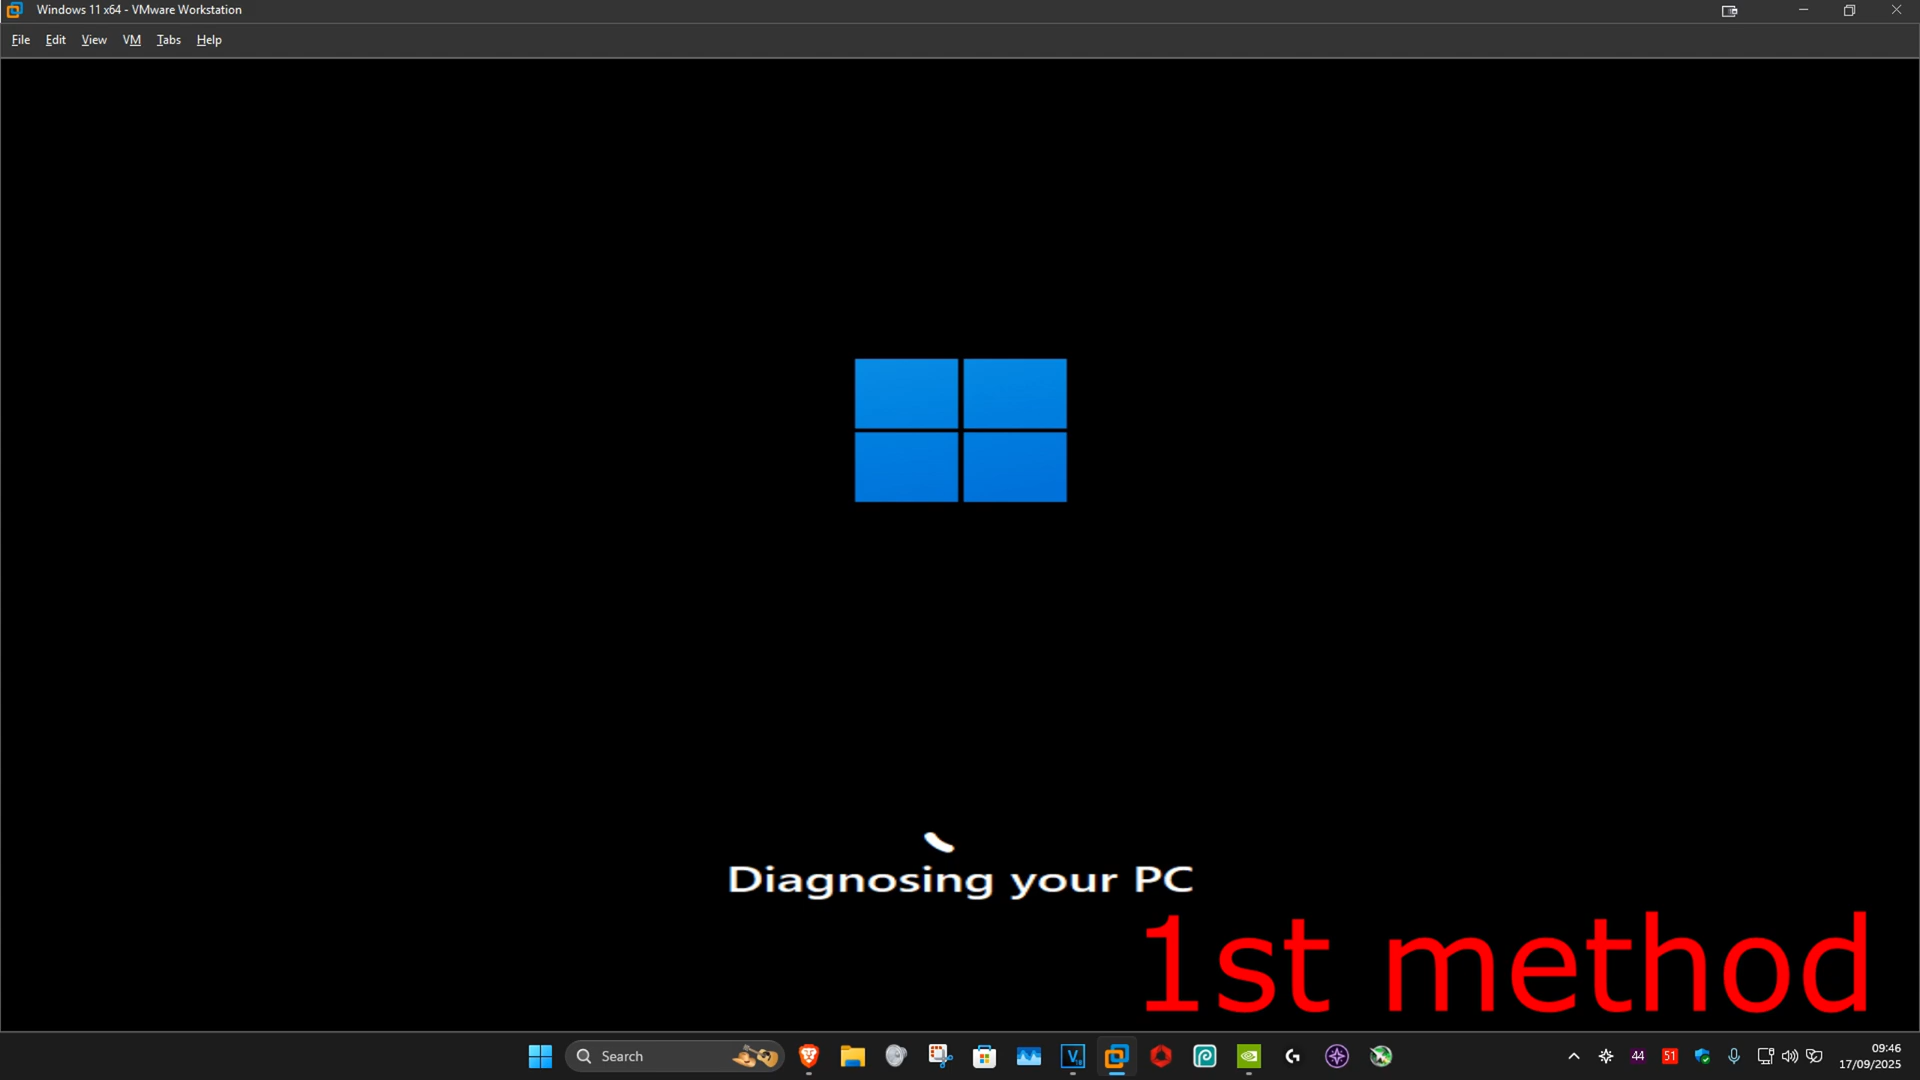 Windows 11 x64 - VMware Workstation
File Edit View VM Tabs Help
Diagnosing your PC
1st method
Search
44 51
09:46
17/09/2025